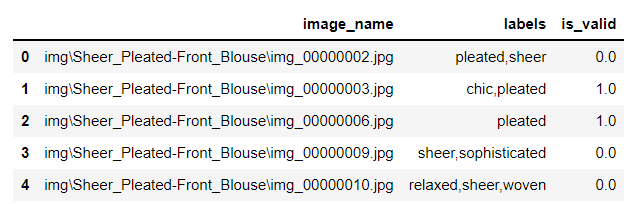 image_name labels is_valid
0 img\Sheer_Pleated-Front_Blouse\img_00000002.jpg pleated,sheer 0.0
1 img\Sheer_Pleated-Front_Blouse\img_00000003.jpg chic,pleated 1.0
2 img\Sheer_Pleated-Front_Blouse\img_00000006.jpg pleated 1.0
3 img\Sheer_Pleated-Front_Blouse\img_00000009.jpg sheer,sophisticated 0.0
4 img\Sheer_Pleated-Front_Blouse\img_00000010.jpg relaxed,sheer,woven 0.0